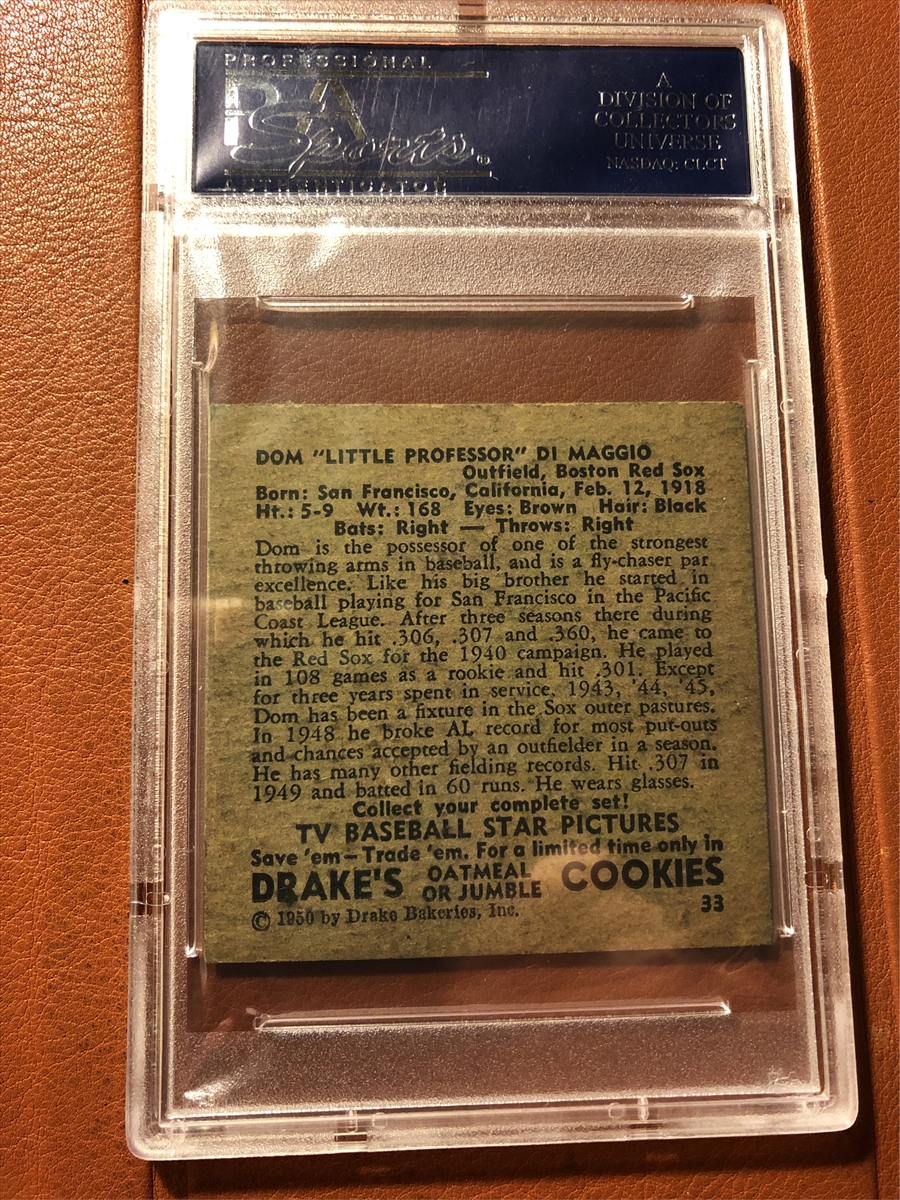 PROFESSIONAL
PSA
Sports®
AUTHENTICATOR
A
DIVISION OF
COLLECTORS
UNIVERSE
NASDAQ: CLCT
DOM "LITTLE PROFESSOR" DI MAGGIO
Outfield, Boston Red Sox
Born: San Francisco, California, Feb. 12, 1918
Ht.: 5-9 Wt.: 168 Eyes: Brown Hair: Black
Bats: Right — Throws: Right
Dom is the possessor of one of the strongest
throwing arms in baseball, and is a fly-chaser par
excellence. Like his big brother he started in
baseball playing for San Francisco in the Pacific
Coast League. After three seasons there during
which he hit .306, .307 and .360, he came to
the Red Sox for the 1940 campaign. He played
in 108 games as a rookie and hit .301. Except
for three years spent in service, 1943, '44, '45,
Dom has been a fixture in the Sox outer pastures.
In 1948 he broke AL record for most put-outs
and chances accepted by an outfielder in a season.
He has many other fielding records. Hit .307 in
1949 and batted in 60 runs. He wears glasses.
Collect your complete set!
TV BASEBALL STAR PICTURES
Save 'em—Trade 'em. For a limited time only in
DRAKE'S OATMEAL OR JUMBLE COOKIES
© 1950 by Drake Bakeries, Inc.
33